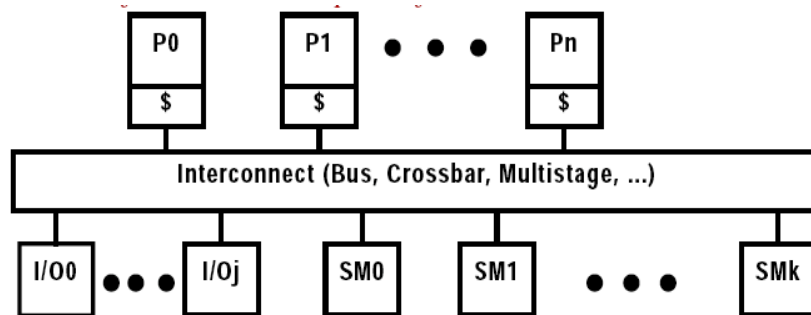 P0 P1 Pn
$ $ $
Interconnect (Bus, Crossbar, Multistage, ...)
I/O0 I/Oj SM0 SM1 SMk